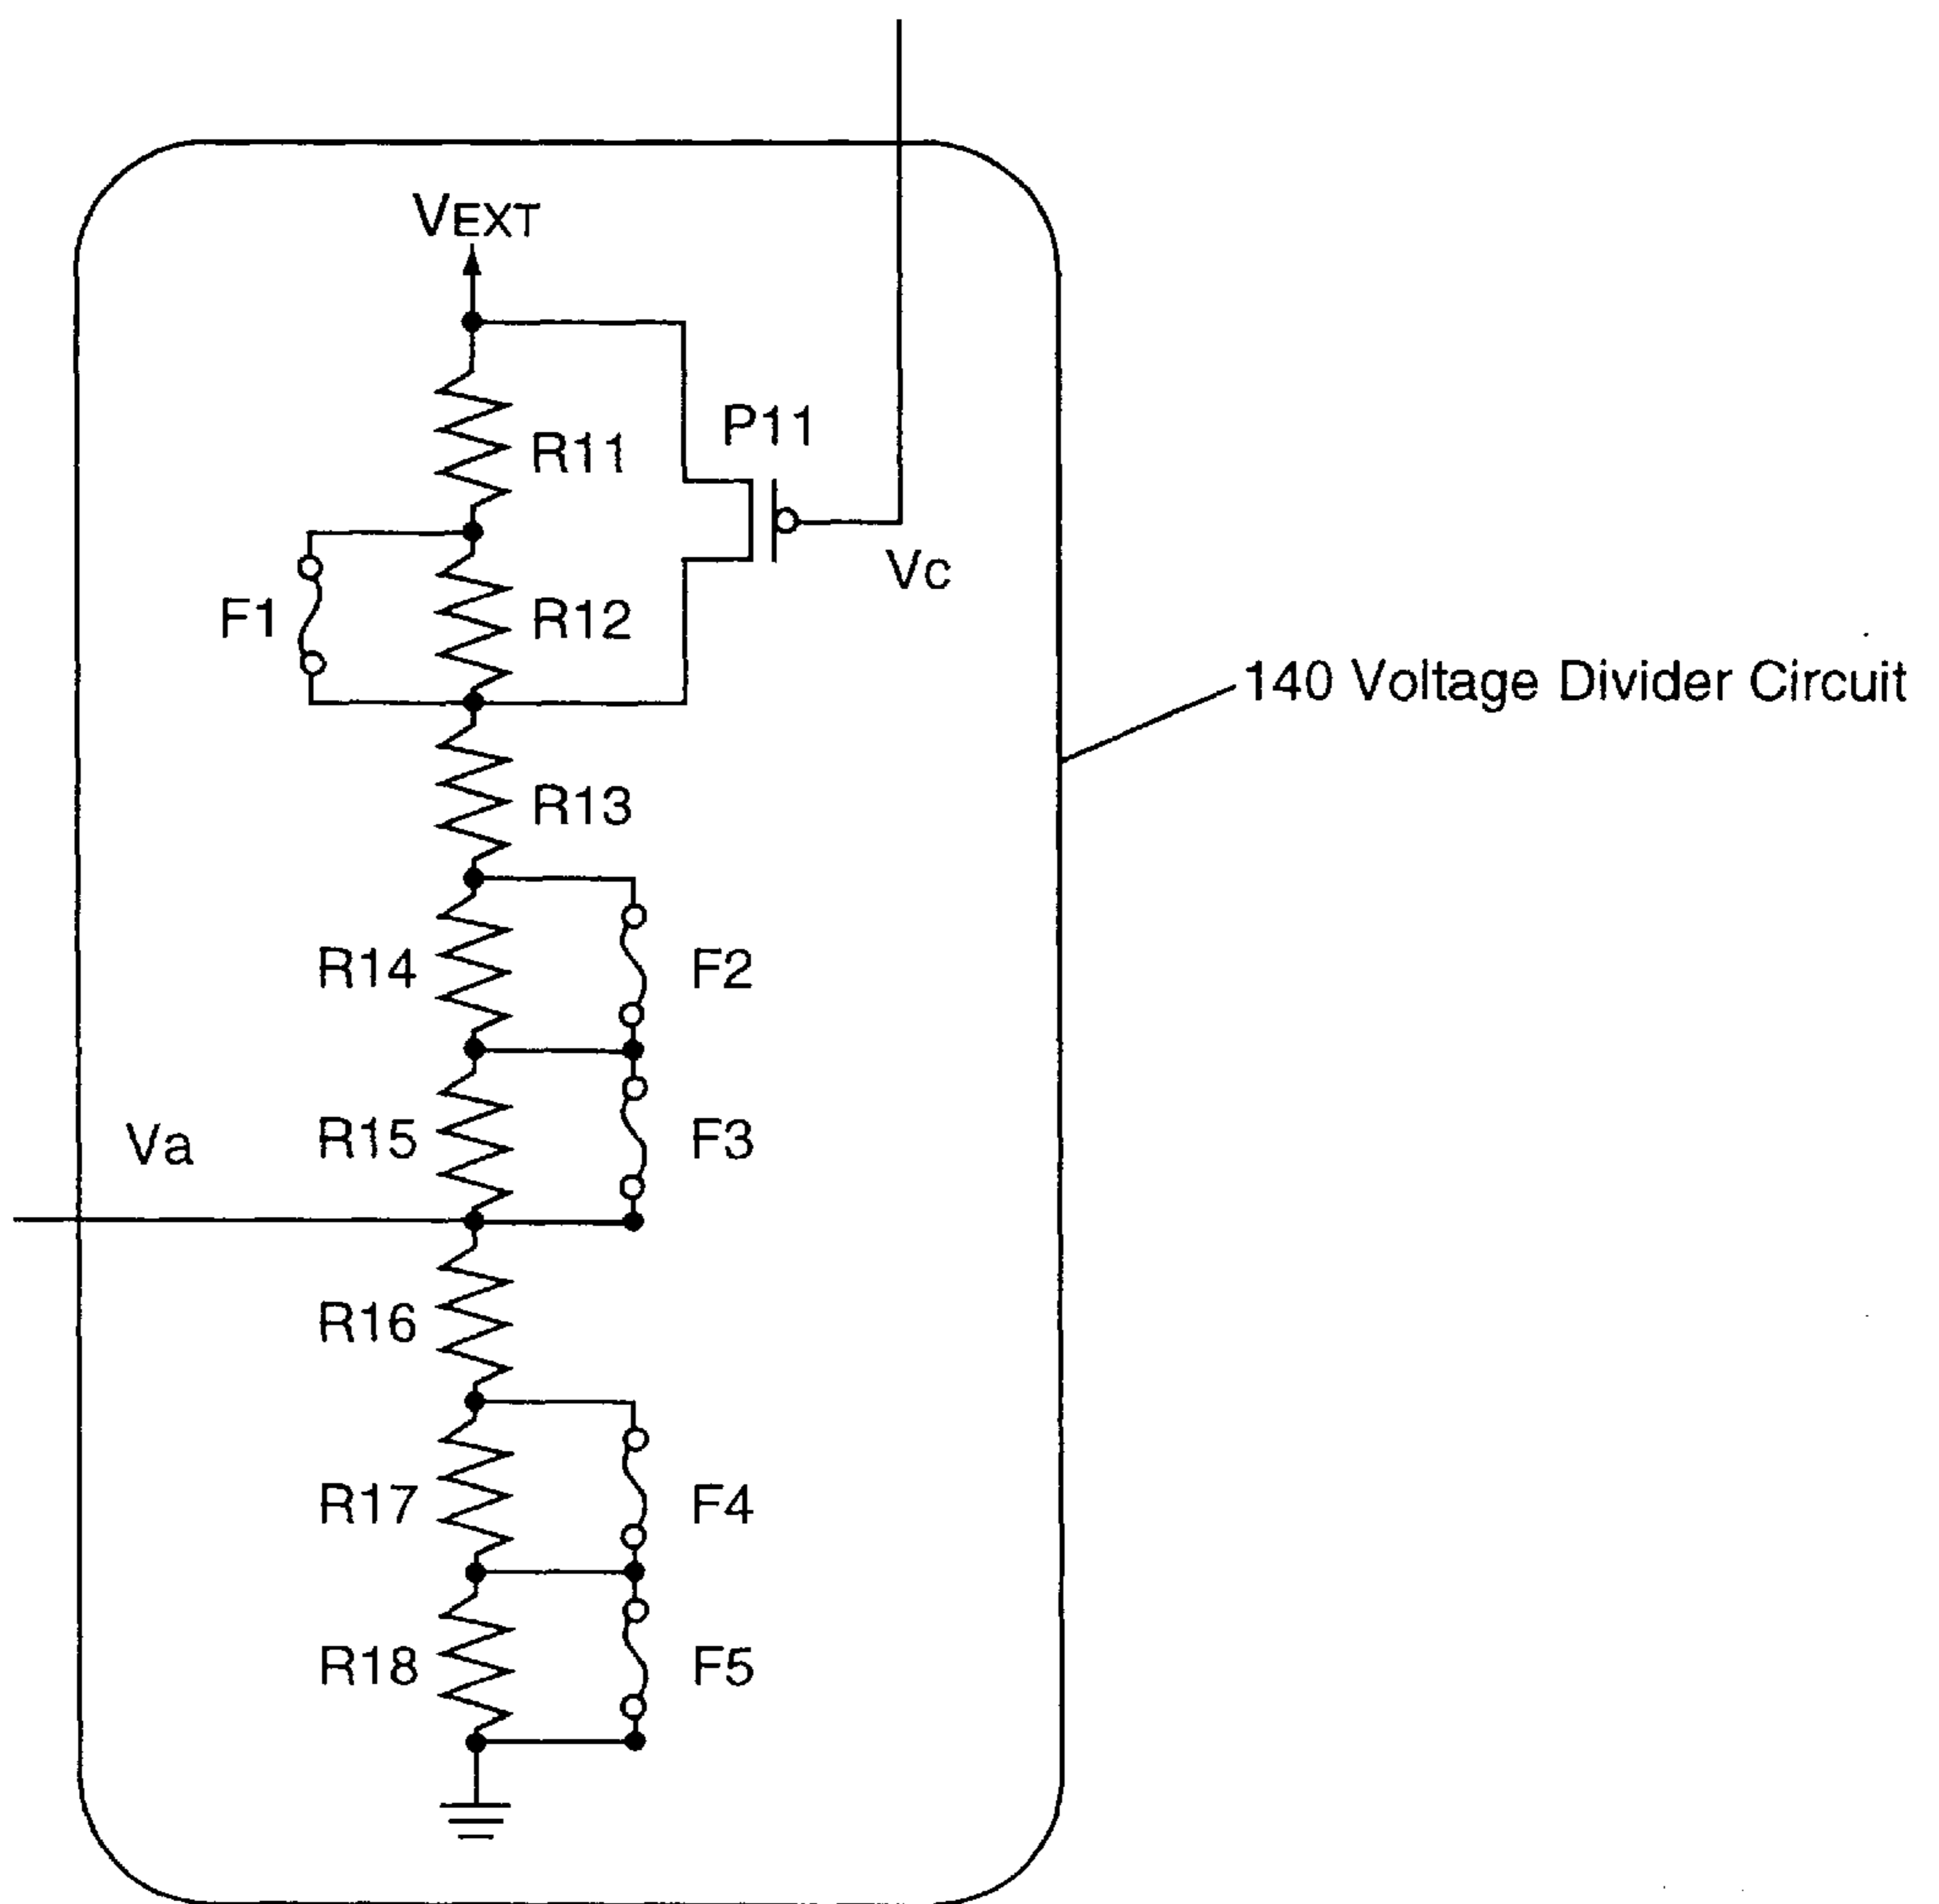 VEXT
P11
R11
Vc
F1
R12
140 Voltage Divider Circuit
R13
R14
F2
Va
R15
F3
R16
R17
F4
R18
F5